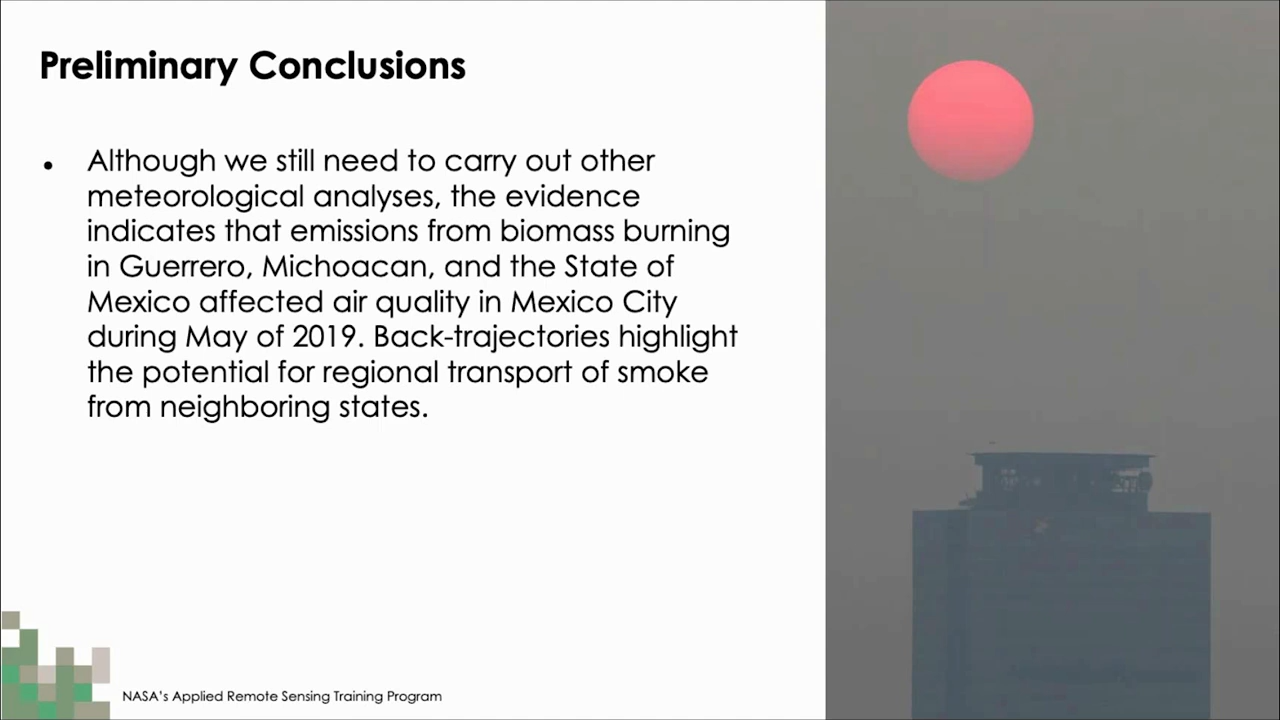 Preliminary Conclusions
• Although we still need to carry out other
meteorological analyses, the evidence
indicates that emissions from biomass burning
in Guerrero, Michoacan, and the State of
Mexico affected air quality in Mexico City
during May of 2019. Back-trajectories highlight
the potential for regional transport of smoke
from neighboring states.
NASA's Applied Remote Sensing Training Program